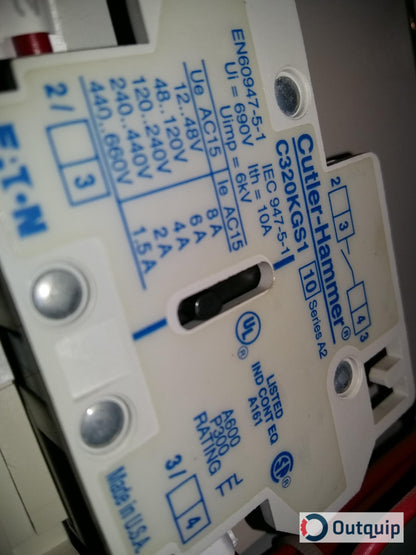 Cutler-Hammer®
C320KGS1
10 Series A2
EN60947-5-1
IEC 947-5-1
Ui = 690V
Ith = 10A
Uimp = 6kV
Ue AC15
Ie AC15
12..48V
8A
48..120V
6A
120..240V
4A
240..440V
2A
440..660V
1.5A
2
3
4
3
2/
3
E·T·N
UL
LISTED
IND CONT EQ
A161
A600
P300
RATING
3/
4
Made in U.S.A.
Outquip